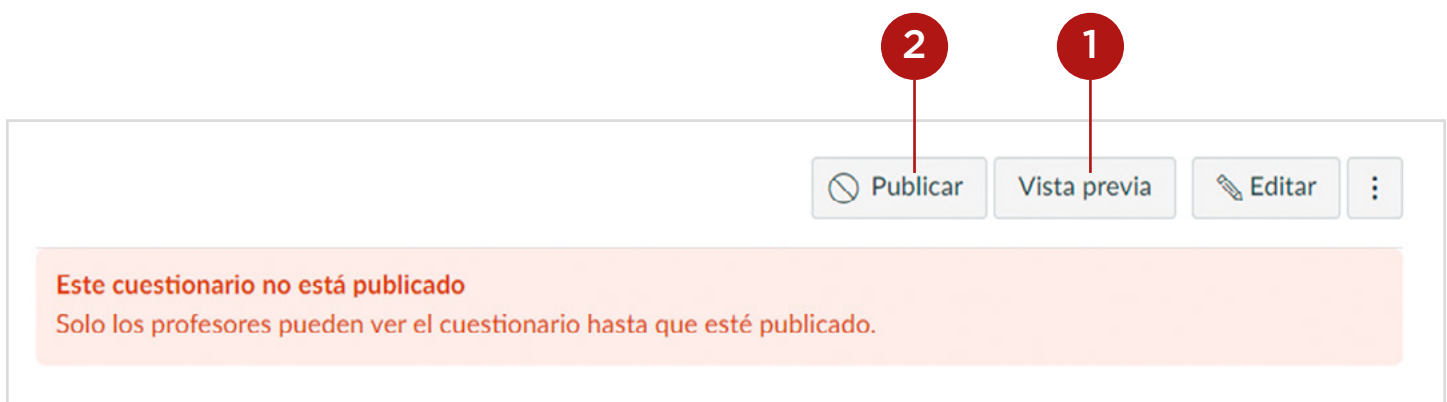 2 1
Publicar Vista previa Editar
Este cuestionario no está publicado
Solo los profesores pueden ver el cuestionario hasta que esté publicado.